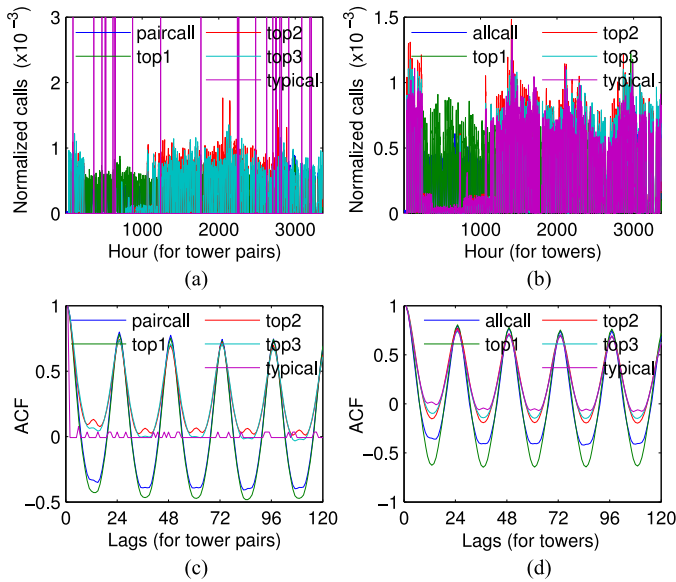 3
2
1
0
Normalized calls (x10⁻³)
paircall
top1
top2
top3
typical
1000 2000 3000
Hour (for tower pairs)
(a)
1.5
1
0.5
0
Normalized calls (x10⁻³)
allcall
top1
top2
top3
typical
1000 2000 3000
Hour (for towers)
(b)
1
0.5
0
−0.5
ACF
paircall
top1
top2
top3
typical
0 24 48 72 96 120
Lags (for tower pairs)
(c)
1
0.5
0
−0.5
−1
ACF
allcall
top1
top2
top3
typical
0 24 48 72 96 120
Lags (for towers)
(d)